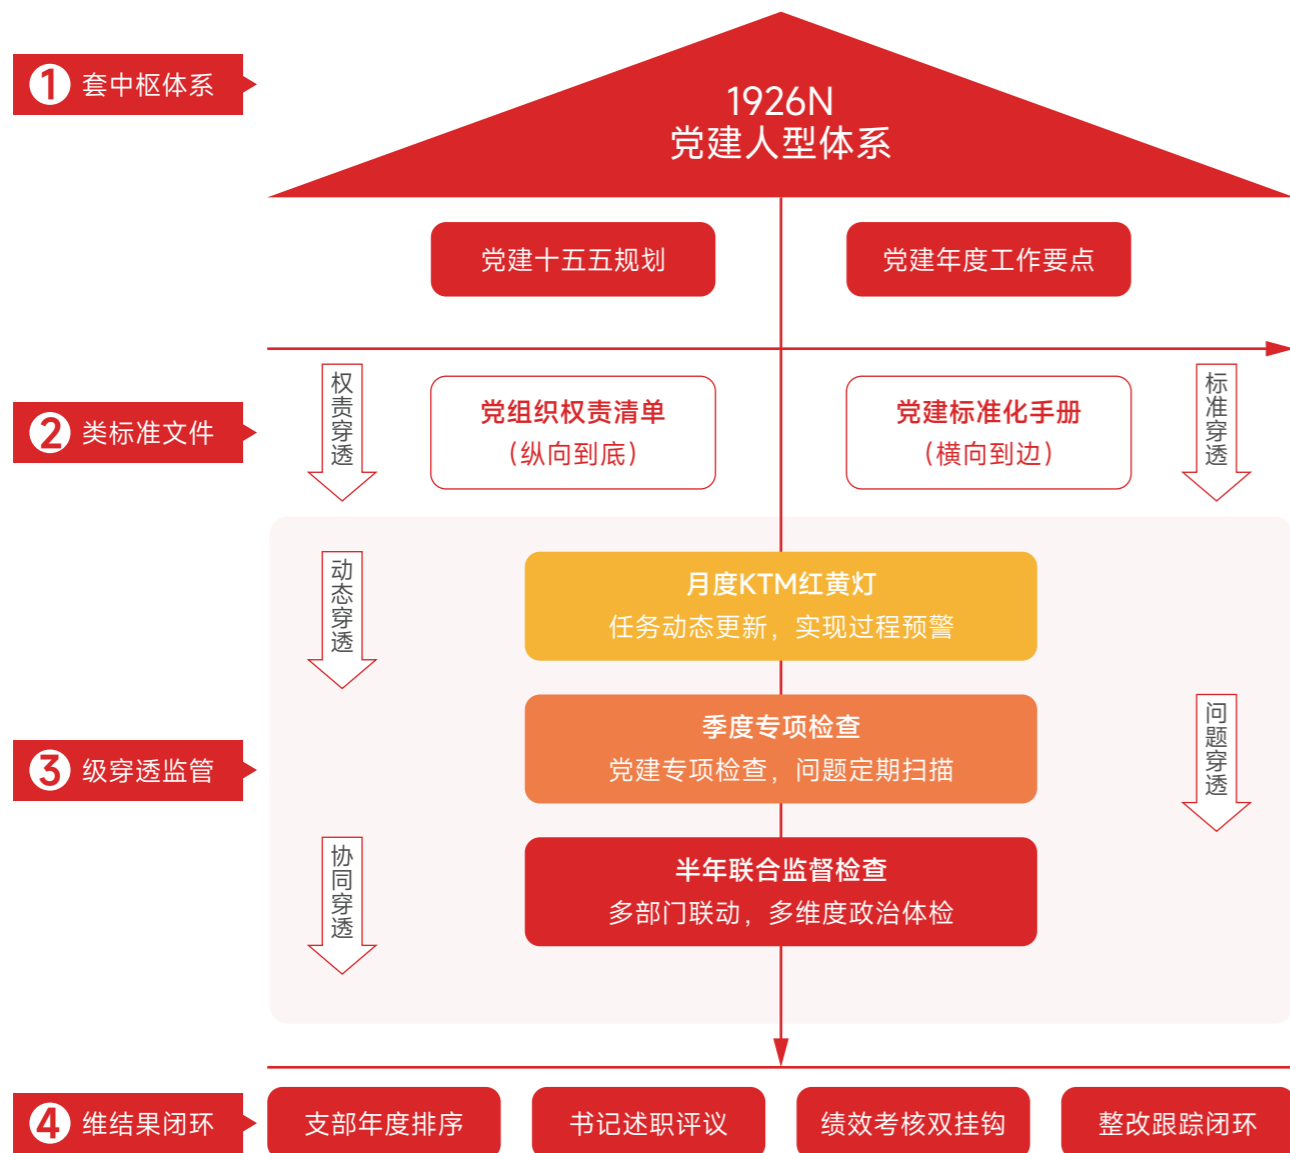 1 套中枢体系
1926N
党建人型体系
党建十五五规划
党建年度工作要点
2 类标准文件
权责穿透
党组织权责清单
（纵向到底）
党建标准化手册
（横向到边）
标准穿透
动态穿透
月度KTM红黄灯
任务动态更新，实现过程预警
3 级穿透监管
季度专项检查
党建专项检查，问题定期扫描
问题穿透
协同穿透
半年联合监督检查
多部门联动，多维度政治体检
4 维结果闭环
支部年度排序
书记述职评议
绩效考核双挂钩
整改跟踪闭环